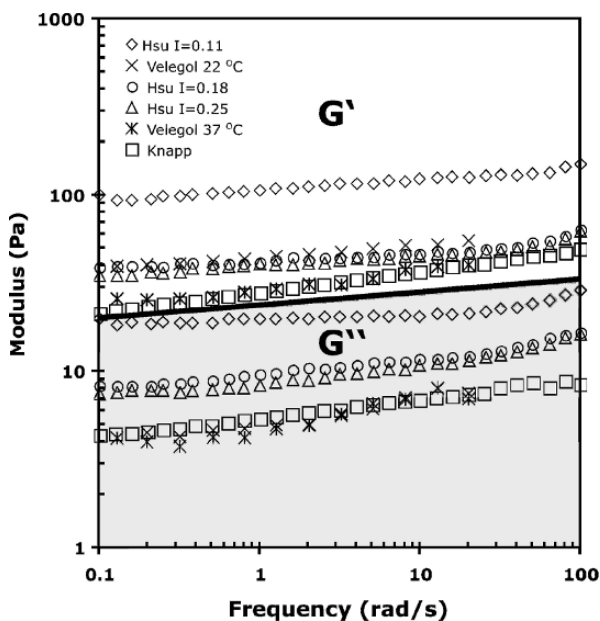 1000
◇ Hsu I=0.11
× Velegol 22 °C
○ Hsu I=0.18
△ Hsu I=0.25
Velegol 37 °C
□ Knapp
G'
100
Modulus (Pa)
G''
10
1
0.1 1 10 100
Frequency (rad/s)